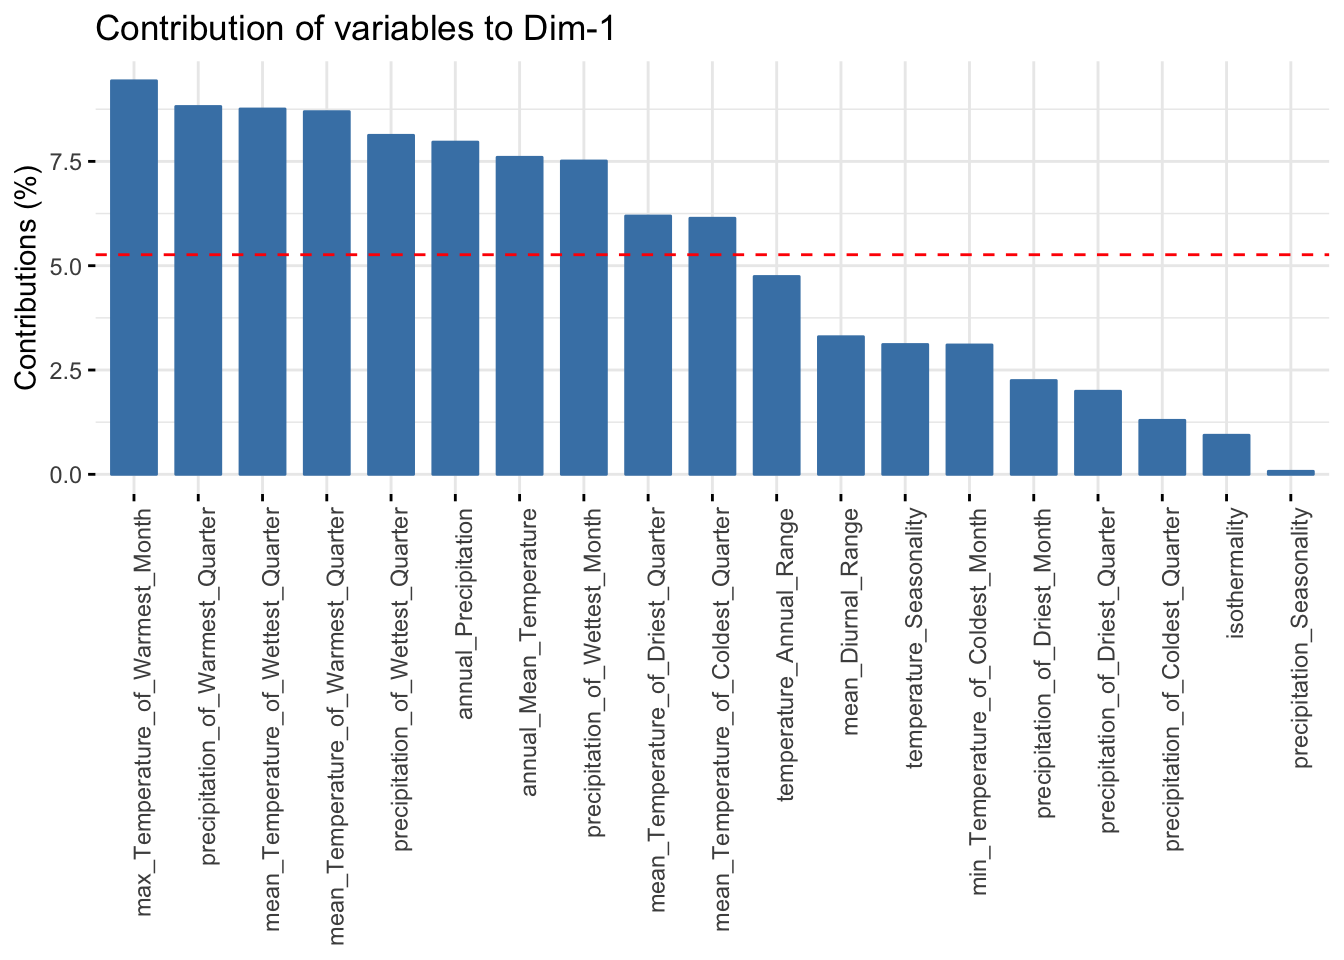 Contribution of variables to Dim-1
Contributions (%)
7.5
5.0
2.5
0.0
max_Temperature_of_Warmest_Month
precipitation_of_Warmest_Quarter
mean_Temperature_of_Wettest_Quarter
mean_Temperature_of_Warmest_Quarter
precipitation_of_Wettest_Quarter
annual_Precipitation
annual_Mean_Temperature
precipitation_of_Wettest_Month
mean_Temperature_of_Driest_Quarter
mean_Temperature_of_Coldest_Quarter
temperature_Annual_Range
mean_Diurnal_Range
temperature_Seasonality
min_Temperature_of_Coldest_Month
precipitation_of_Driest_Month
precipitation_of_Driest_Quarter
precipitation_of_Coldest_Quarter
isothermality
precipitation_Seasonality